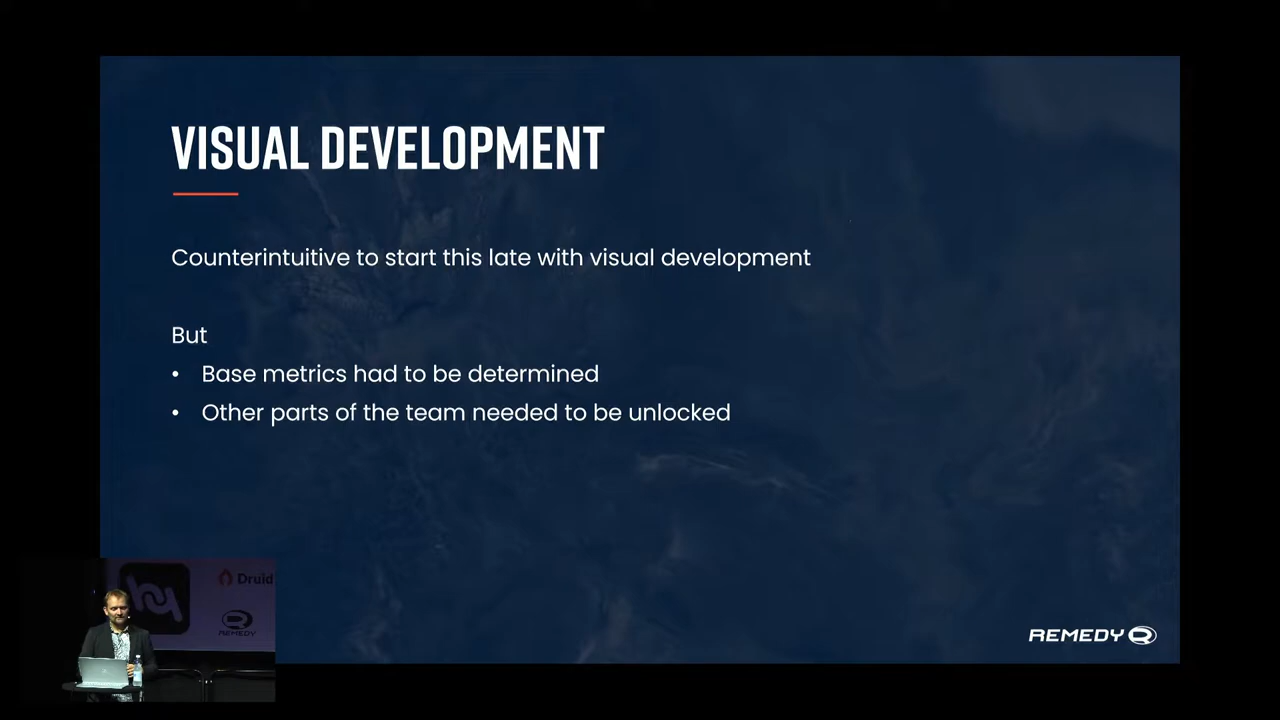 VISUAL DEVELOPMENT
Counterintuitive to start this late with visual development
But
• Base metrics had to be determined
• Other parts of the team needed to be unlocked
REMEDY
Druid
REMEDY